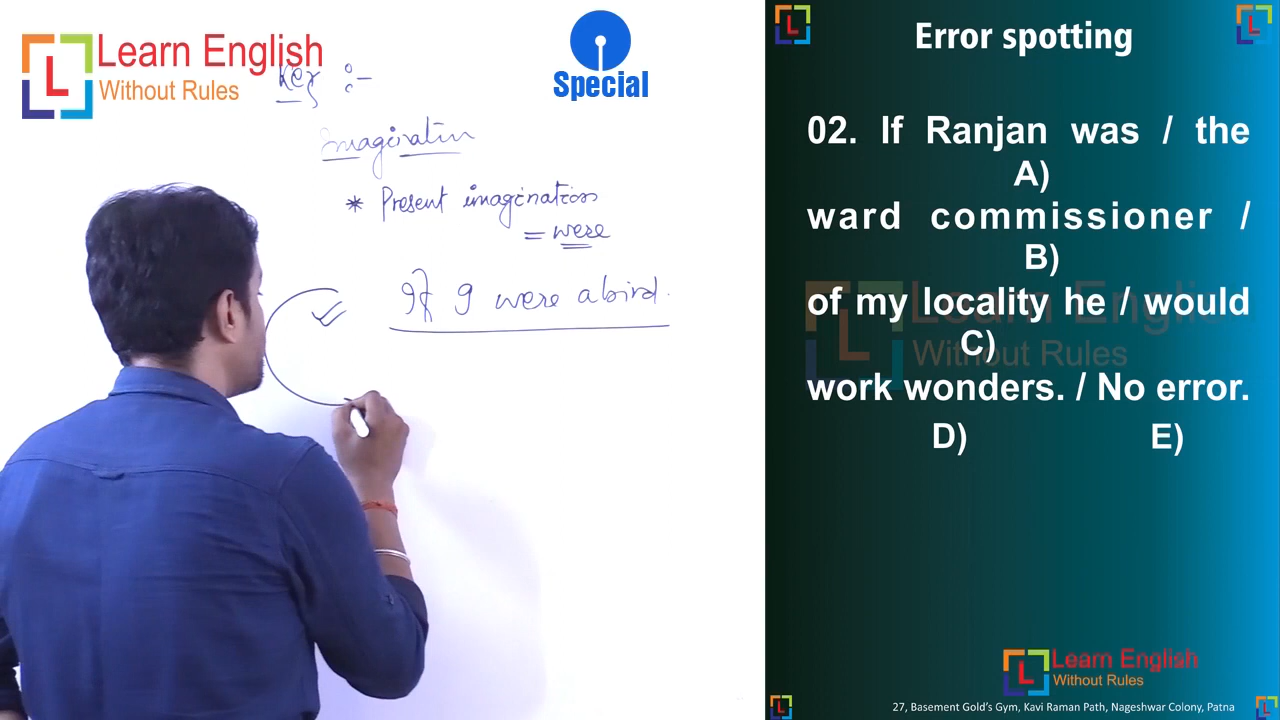 Learn English
Without Rules
Special
Key :-
Imagination
* Present imagination
= were
If I were a bird.
Error spotting
02. If Ranjan was / the
A)
ward commissioner /
B)
of my locality he / would
C)
work wonders. / No error.
D) E)
Learn English
Without Rules
L
Learn English
Without Rules
27, Basement Gold's Gym, Kavi Raman Path, Nageshwar Colony, Patna